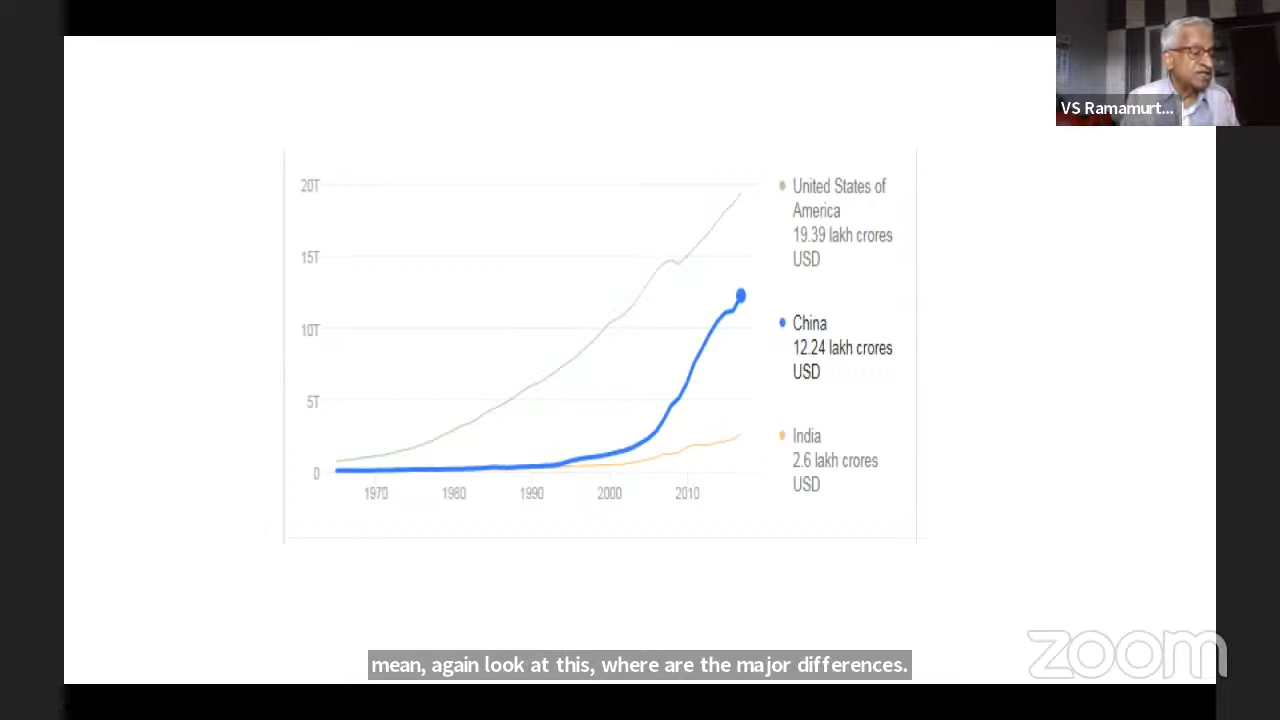 VS Ramamurt...
20T
15T
10T
5T
0
1970 1980 1990 2000 2010
United States of
America
19.39 lakh crores
USD
China
12.24 lakh crores
USD
India
2.6 lakh crores
USD
mean, again look at this, where are the major differences.
zoom